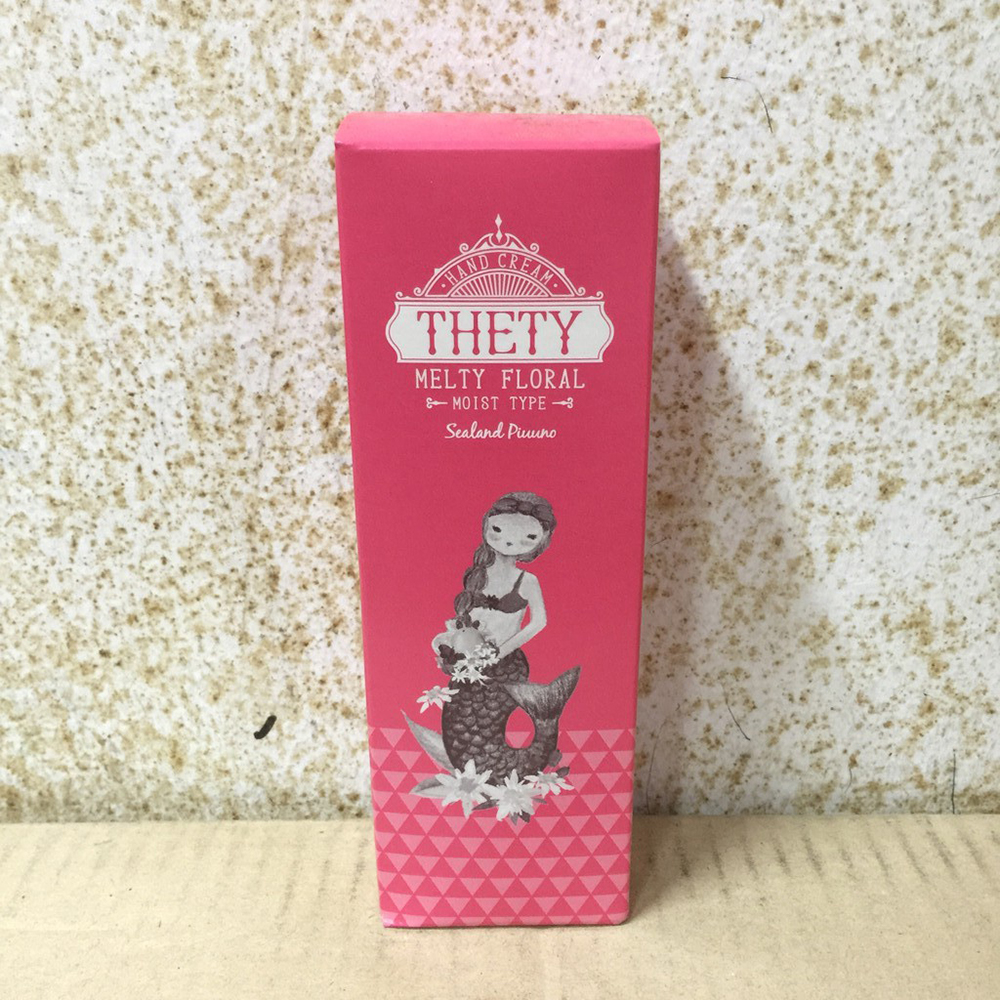 HAND CREAM
THETY
MELTY FLORAL
MOIST TYPE
Sealand Piuuno